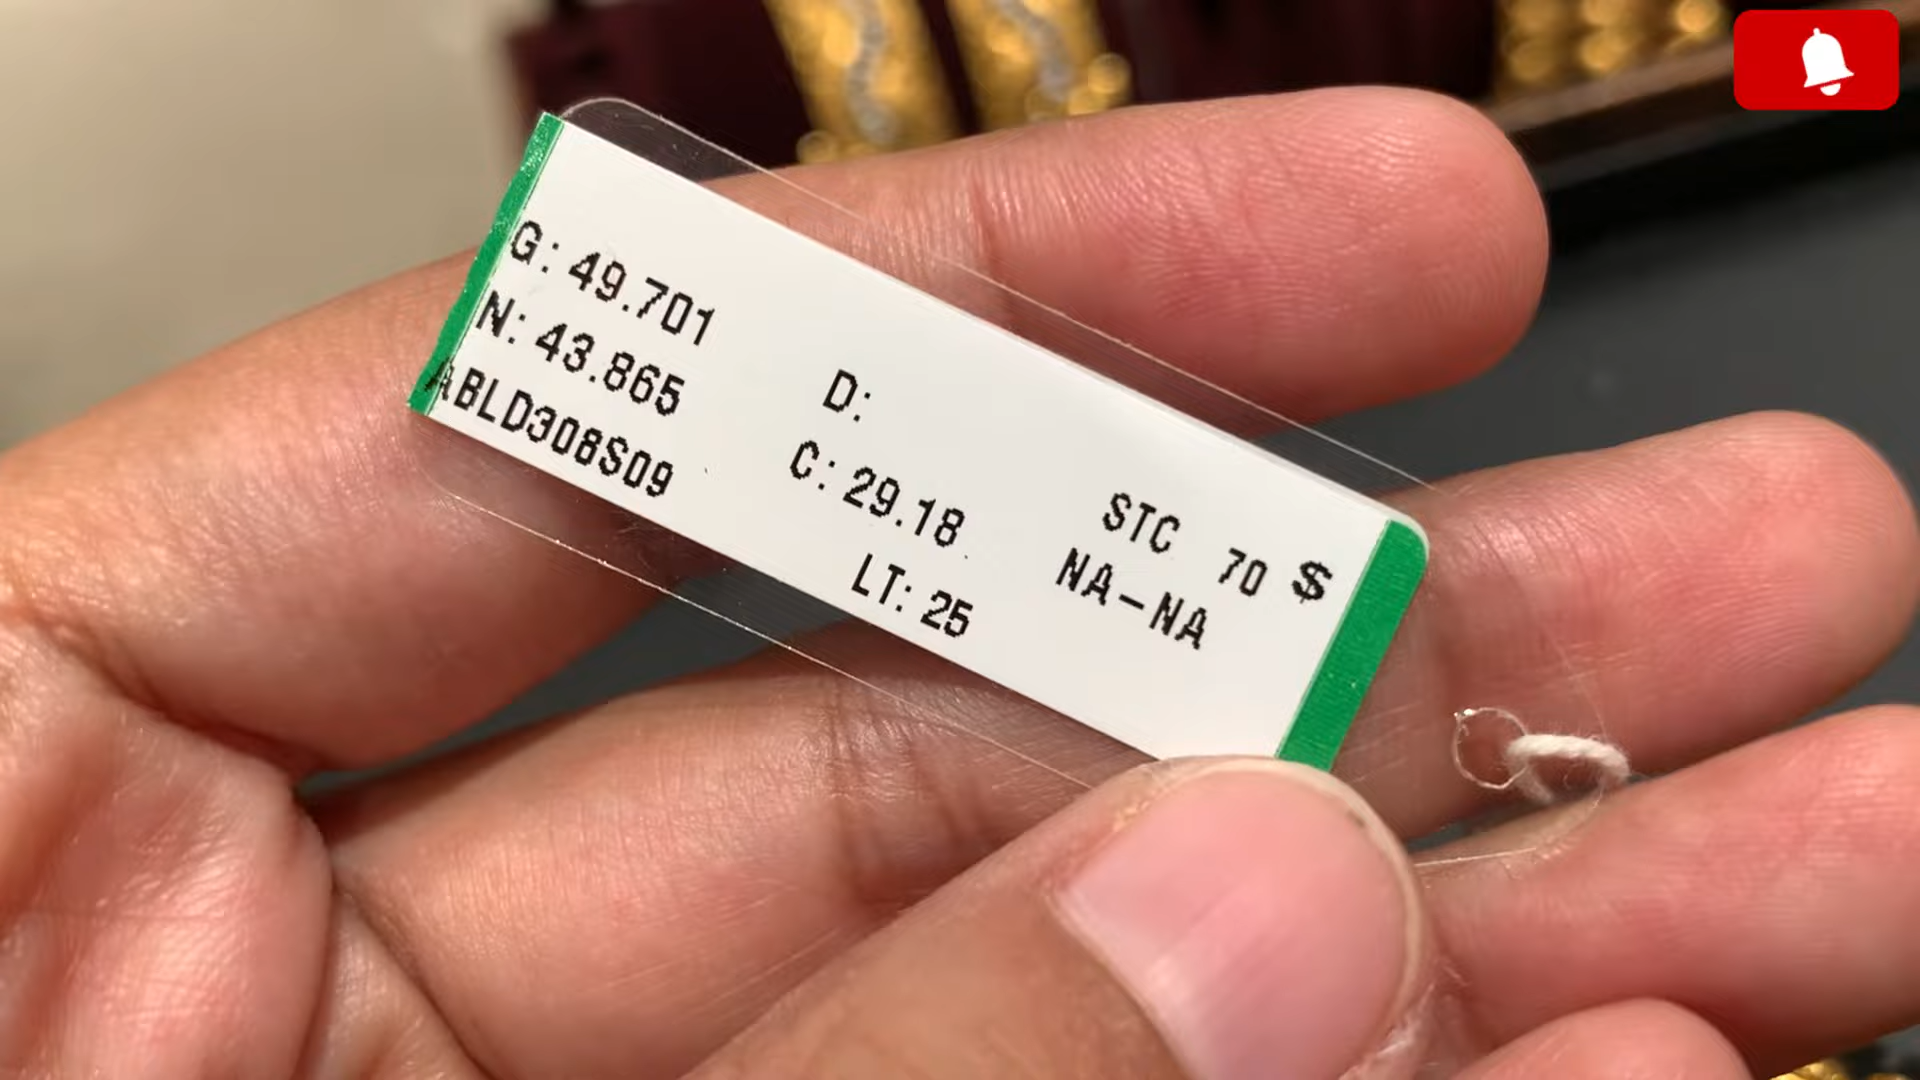 G: 49.701
N: 43.865
ABLD308S09
D:
C: 29.18
LT: 25
STC 70 $
NA-NA